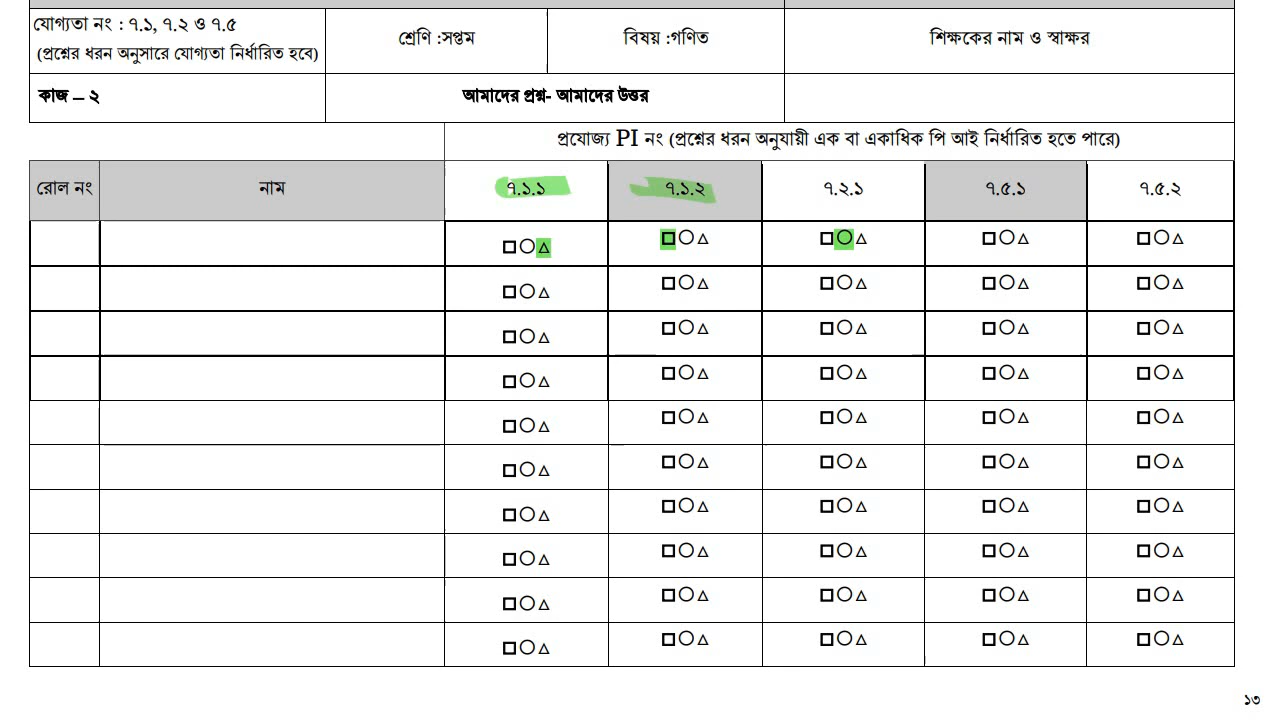 যোগ্যতা নং : ৭.১, ৭.২ ও ৭.৫
(প্রশ্নের ধরন অনুসারে যোগ্যতা নির্ধারিত হবে)
শ্রেণি :সপ্তম
বিষয় :গণিত
শিক্ষকের নাম ও স্বাক্ষর
কাজ – ২
আমাদের প্রশ্ন- আমাদের উত্তর
প্রযোজ্য PI নং (প্রশ্নের ধরন অনুযায়ী এক বা একাধিক পি আই নির্ধারিত হতে পারে)
রোল নং
নাম
৭.১.১
৭.১.২
৭.২.১
৭.৫.১
৭.৫.২
১৩